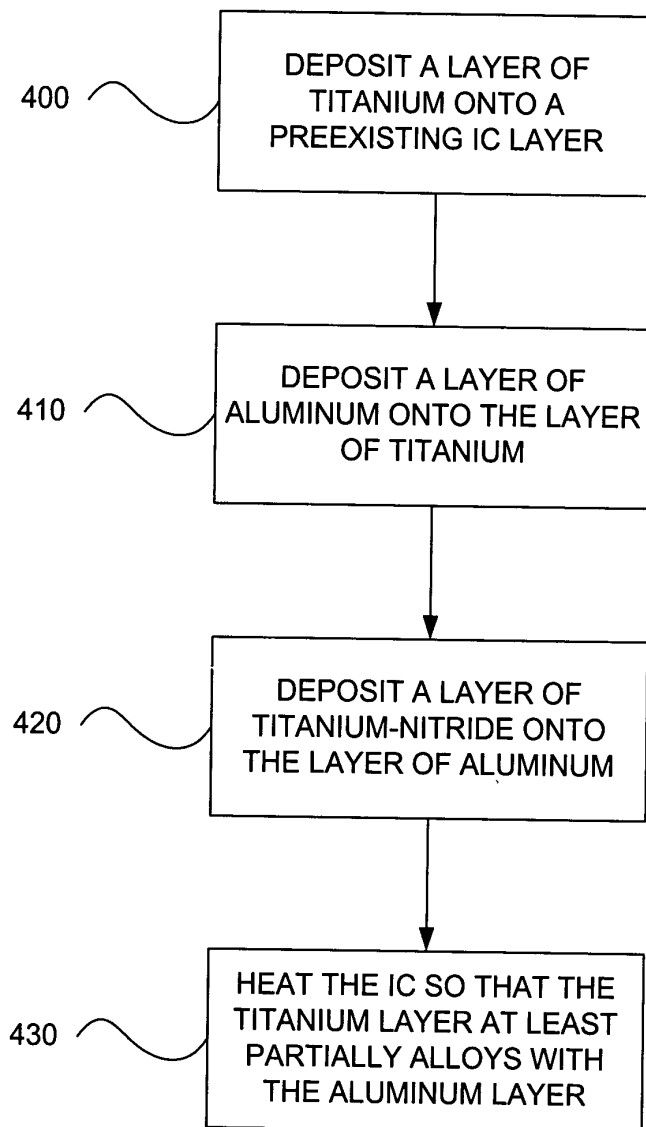 400
DEPOSIT A LAYER OF
TITANIUM ONTO A
PREEXISTING IC LAYER
410
DEPOSIT A LAYER OF
ALUMINUM ONTO THE LAYER
OF TITANIUM
420
DEPOSIT A LAYER OF
TITANIUM-NITRIDE ONTO
THE LAYER OF ALUMINUM
430
HEAT THE IC SO THAT THE
TITANIUM LAYER AT LEAST
PARTIALLY ALLOYS WITH
THE ALUMINUM LAYER